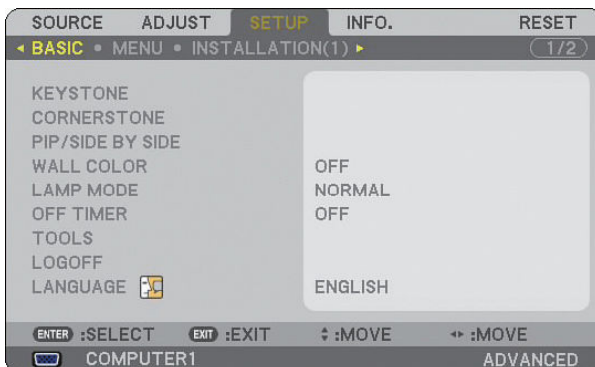 SOURCE ADJUST SETUP INFO. RESET
BASIC • MENU • INSTALLATION(1) 1/2
KEYSTONE
CORNERSTONE
PIP/SIDE BY SIDE
WALL COLOR OFF
LAMP MODE NORMAL
OFF TIMER OFF
TOOLS
LOGOFF
LANGUAGE ENGLISH
ENTER :SELECT EXIT :EXIT :MOVE :MOVE
COMPUTER1 ADVANCED